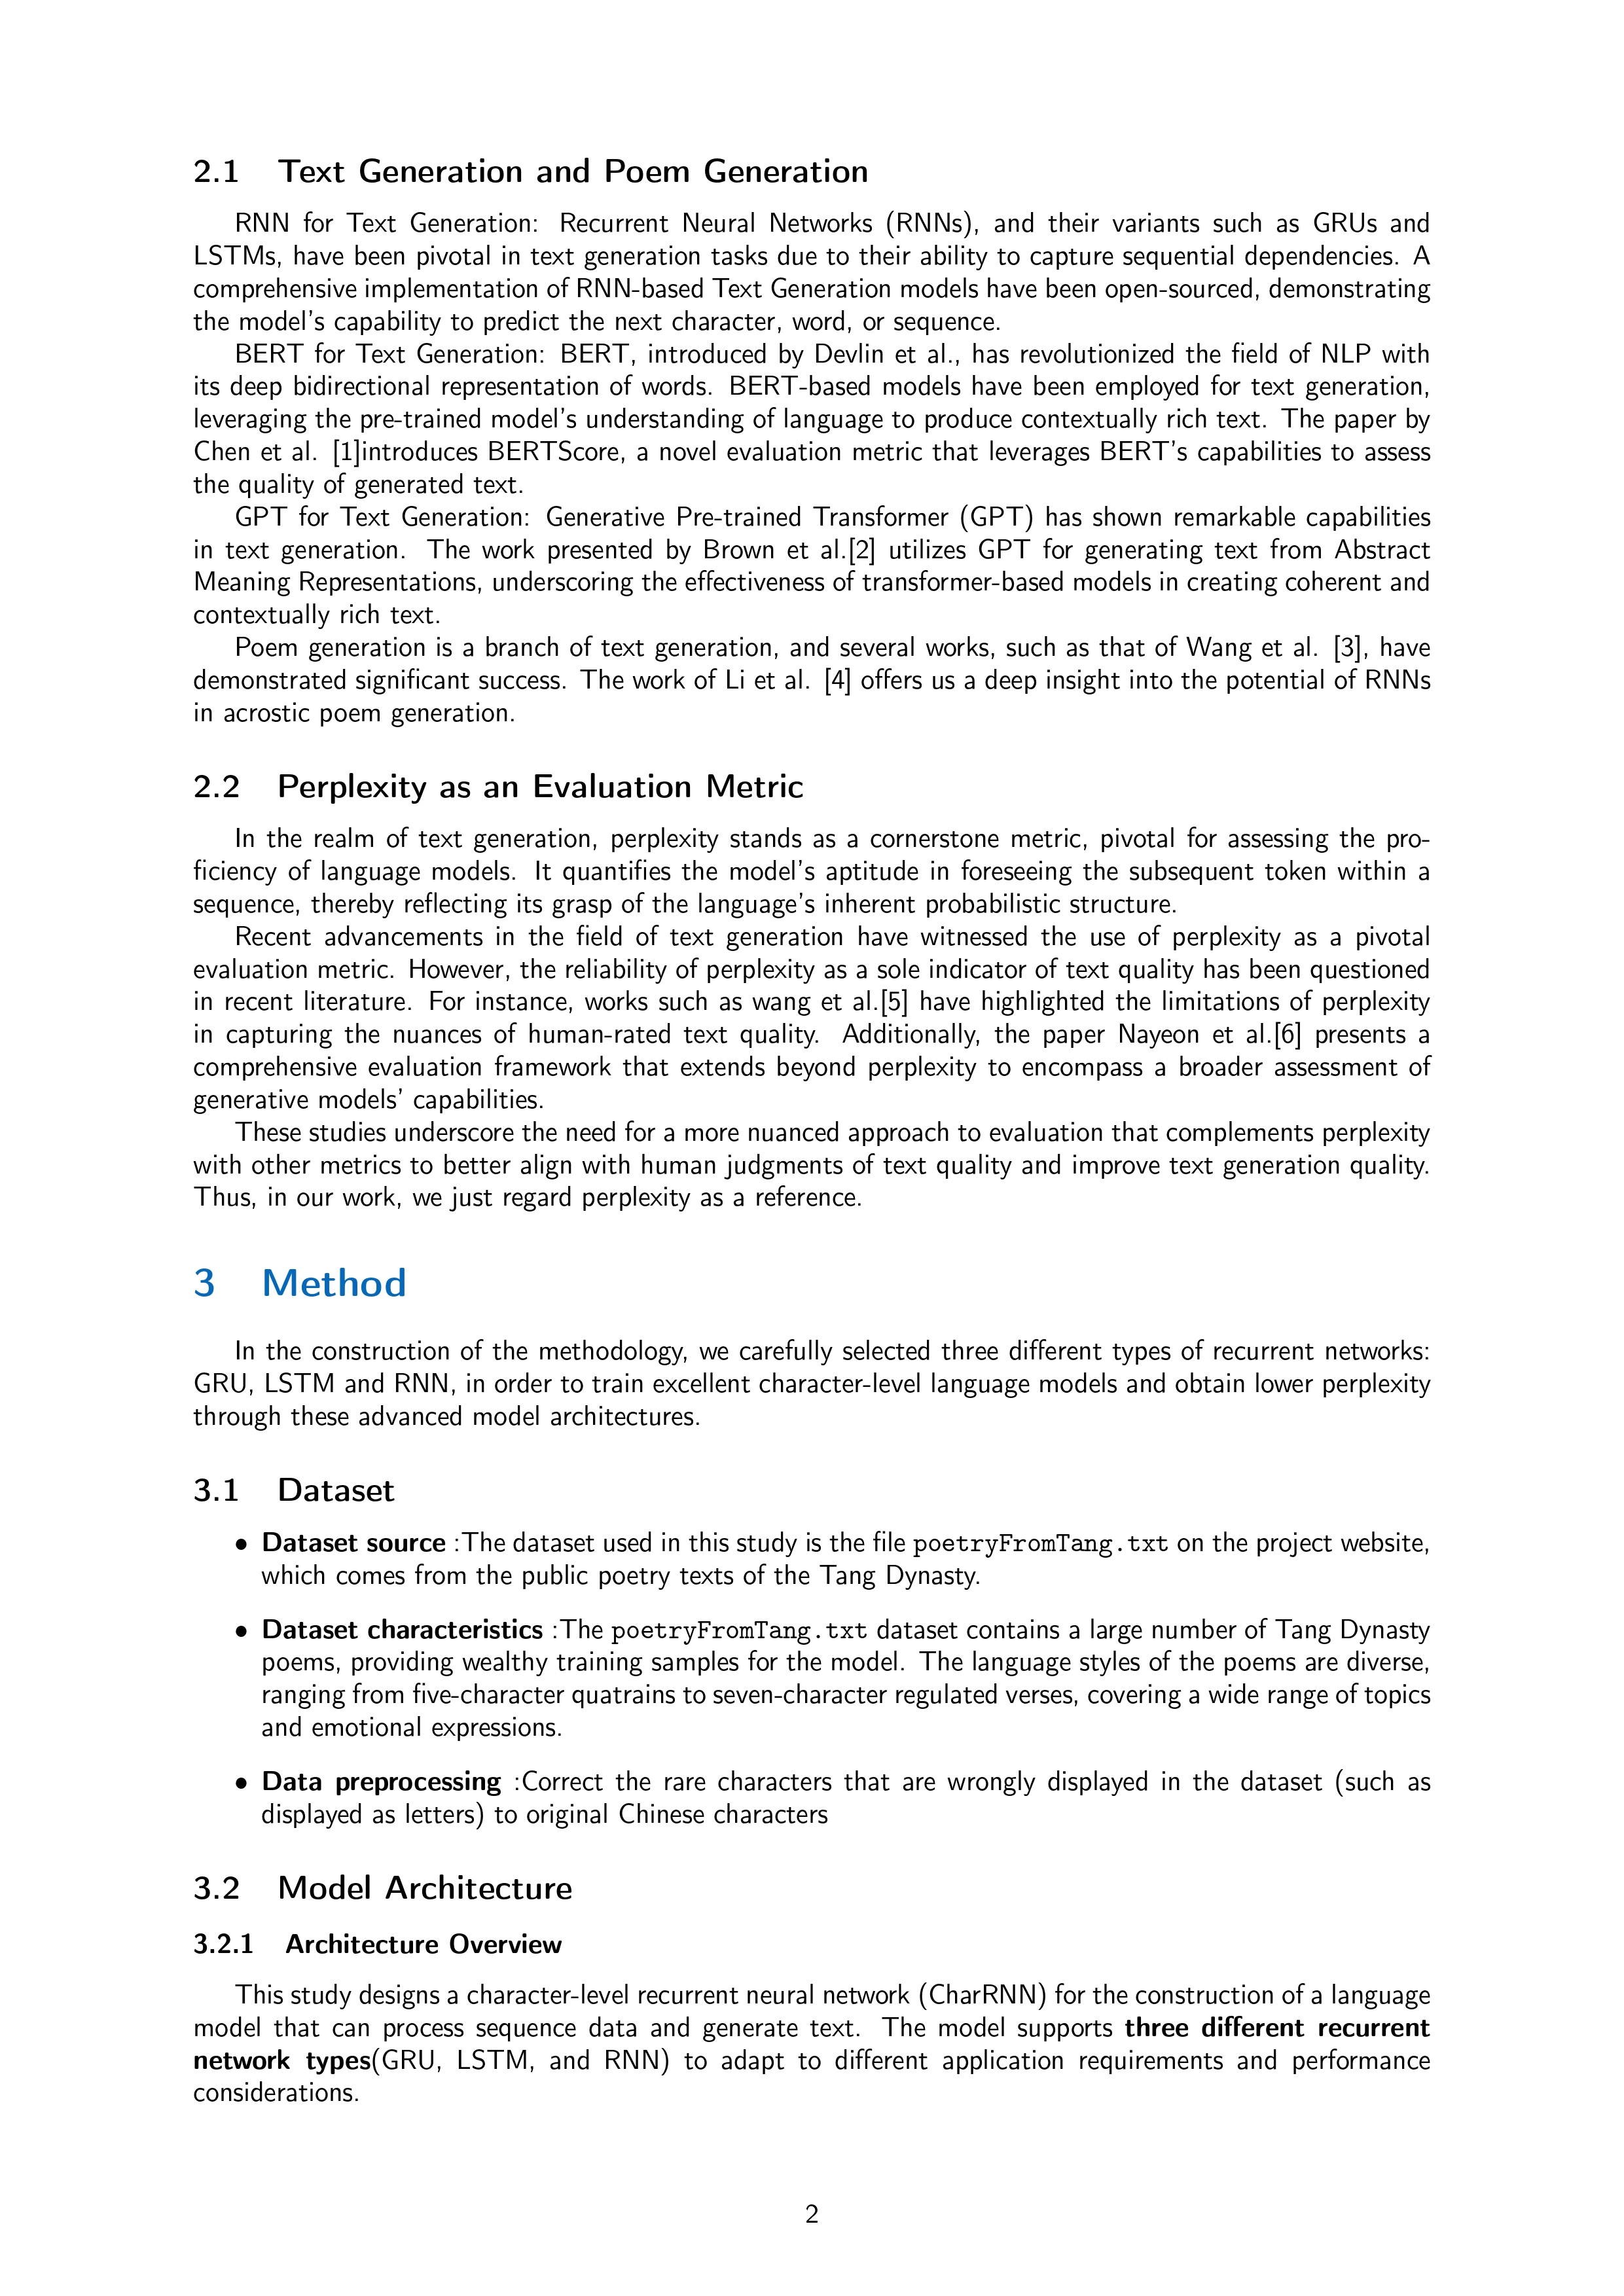 2.1 Text Generation and Poem Generation
RNN for Text Generation: Recurrent Neural Networks (RNNs), and their variants such as GRUs and
LSTMs, have been pivotal in text generation tasks due to their ability to capture sequential dependencies. A
comprehensive implementation of RNN-based Text Generation models have been open-sourced, demonstrating
the model's capability to predict the next character, word, or sequence.
BERT for Text Generation: BERT, introduced by Devlin et al., has revolutionized the field of NLP with
its deep bidirectional representation of words. BERT-based models have been employed for text generation,
leveraging the pre-trained model's understanding of language to produce contextually rich text. The paper by
Chen et al. [1]introduces BERTScore, a novel evaluation metric that leverages BERT's capabilities to assess
the quality of generated text.
GPT for Text Generation: Generative Pre-trained Transformer (GPT) has shown remarkable capabilities
in text generation. The work presented by Brown et al.[2] utilizes GPT for generating text from Abstract
Meaning Representations, underscoring the effectiveness of transformer-based models in creating coherent and
contextually rich text.
Poem generation is a branch of text generation, and several works, such as that of Wang et al. [3], have
demonstrated significant success. The work of Li et al. [4] offers us a deep insight into the potential of RNNs
in acrostic poem generation.
2.2 Perplexity as an Evaluation Metric
In the realm of text generation, perplexity stands as a cornerstone metric, pivotal for assessing the pro-
ficiency of language models. It quantifies the model's aptitude in foreseeing the subsequent token within a
sequence, thereby reflecting its grasp of the language's inherent probabilistic structure.
Recent advancements in the field of text generation have witnessed the use of perplexity as a pivotal
evaluation metric. However, the reliability of perplexity as a sole indicator of text quality has been questioned
in recent literature. For instance, works such as wang et al.[5] have highlighted the limitations of perplexity
in capturing the nuances of human-rated text quality. Additionally, the paper Nayeon et al.[6] presents a
comprehensive evaluation framework that extends beyond perplexity to encompass a broader assessment of
generative models' capabilities.
These studies underscore the need for a more nuanced approach to evaluation that complements perplexity
with other metrics to better align with human judgments of text quality and improve text generation quality.
Thus, in our work, we just regard perplexity as a reference.
3 Method
In the construction of the methodology, we carefully selected three different types of recurrent networks:
GRU, LSTM and RNN, in order to train excellent character-level language models and obtain lower perplexity
through these advanced model architectures.
3.1 Dataset
• Dataset source :The dataset used in this study is the file poetryFromTang.txt on the project website,
which comes from the public poetry texts of the Tang Dynasty.
• Dataset characteristics :The poetryFromTang.txt dataset contains a large number of Tang Dynasty
poems, providing wealthy training samples for the model. The language styles of the poems are diverse,
ranging from five-character quatrains to seven-character regulated verses, covering a wide range of topics
and emotional expressions.
• Data preprocessing :Correct the rare characters that are wrongly displayed in the dataset (such as
displayed as letters) to original Chinese characters
3.2 Model Architecture
3.2.1 Architecture Overview
This study designs a character-level recurrent neural network (CharRNN) for the construction of a language
model that can process sequence data and generate text. The model supports three different recurrent
network types(GRU, LSTM, and RNN) to adapt to different application requirements and performance
considerations.
2